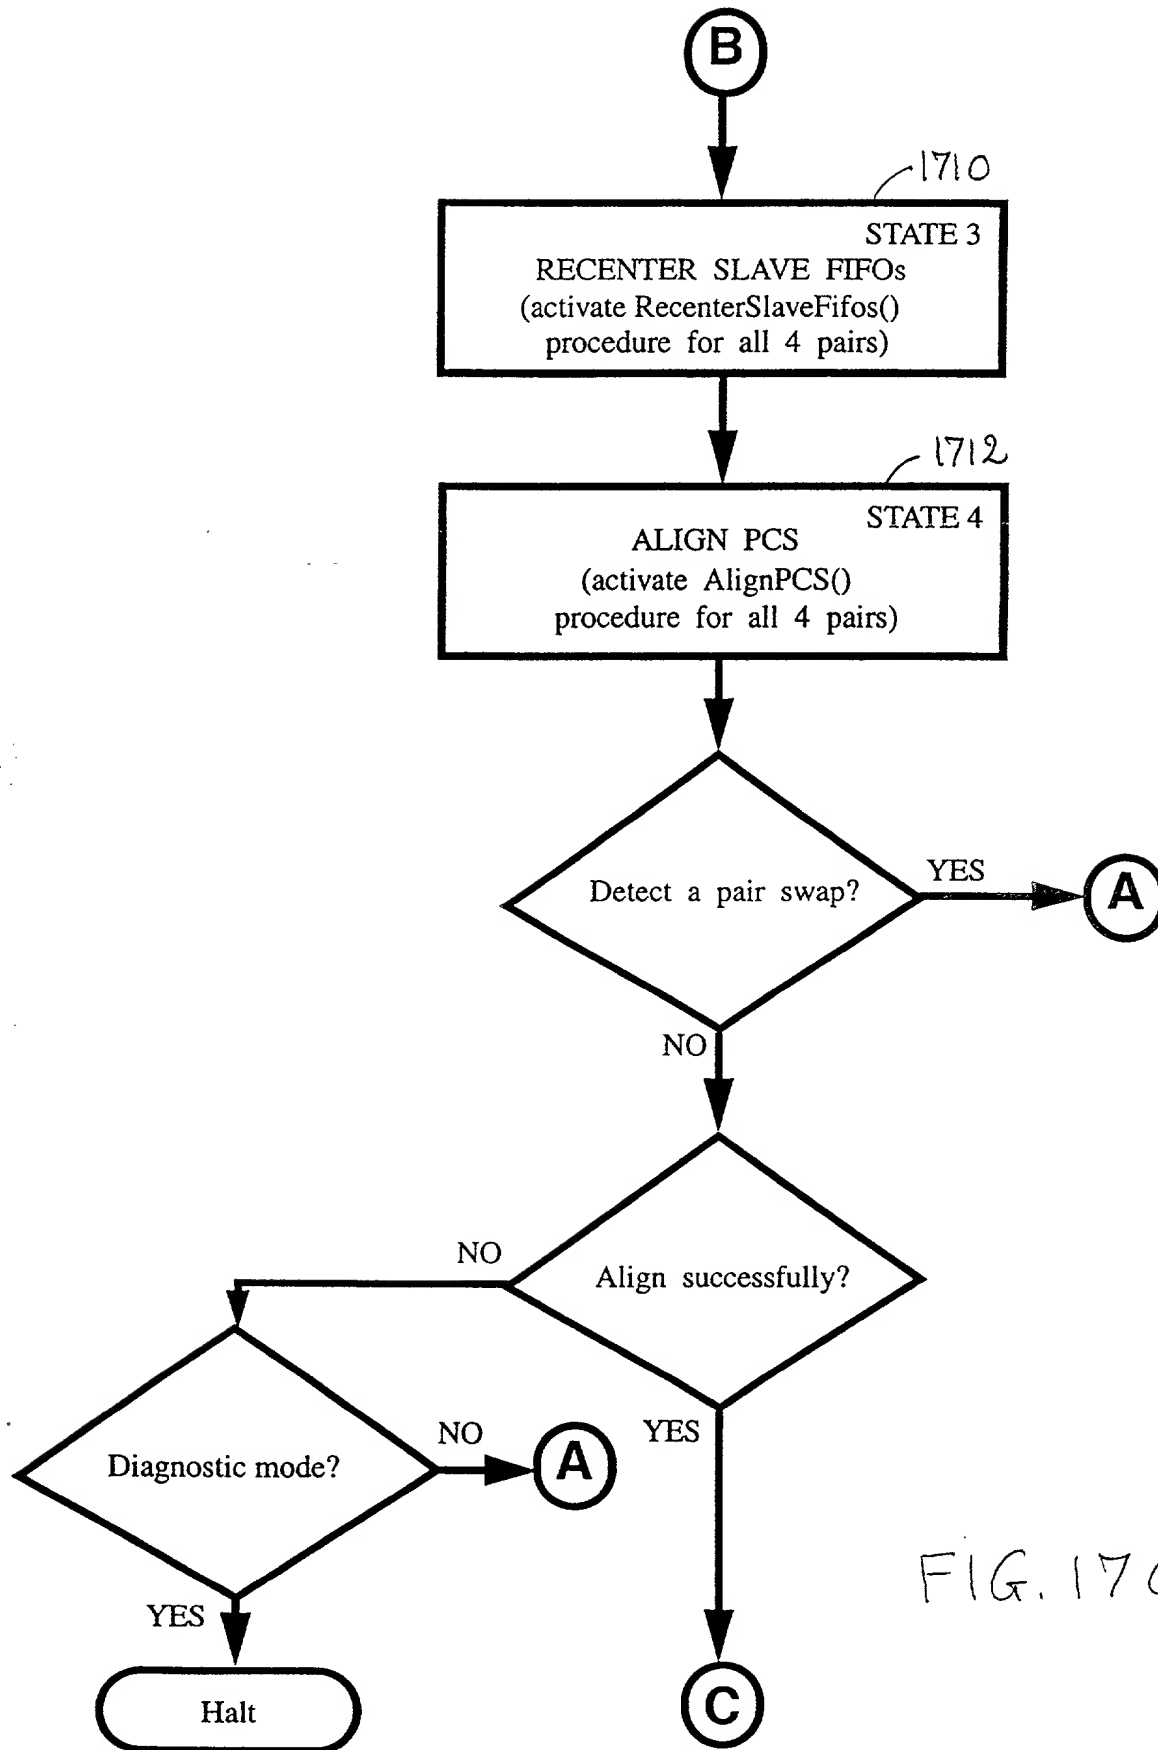 B
1710
STATE 3
RECENTER SLAVE FIFOs
(activate RecenterSlaveFifos()
procedure for all 4 pairs)
1712
STATE 4
ALIGN PCS
(activate AlignPCS()
procedure for all 4 pairs)
Detect a pair swap?
YES
A
NO
Align successfully?
NO
Diagnostic mode?
NO
A
YES
YES
Halt
C
FIG. 17